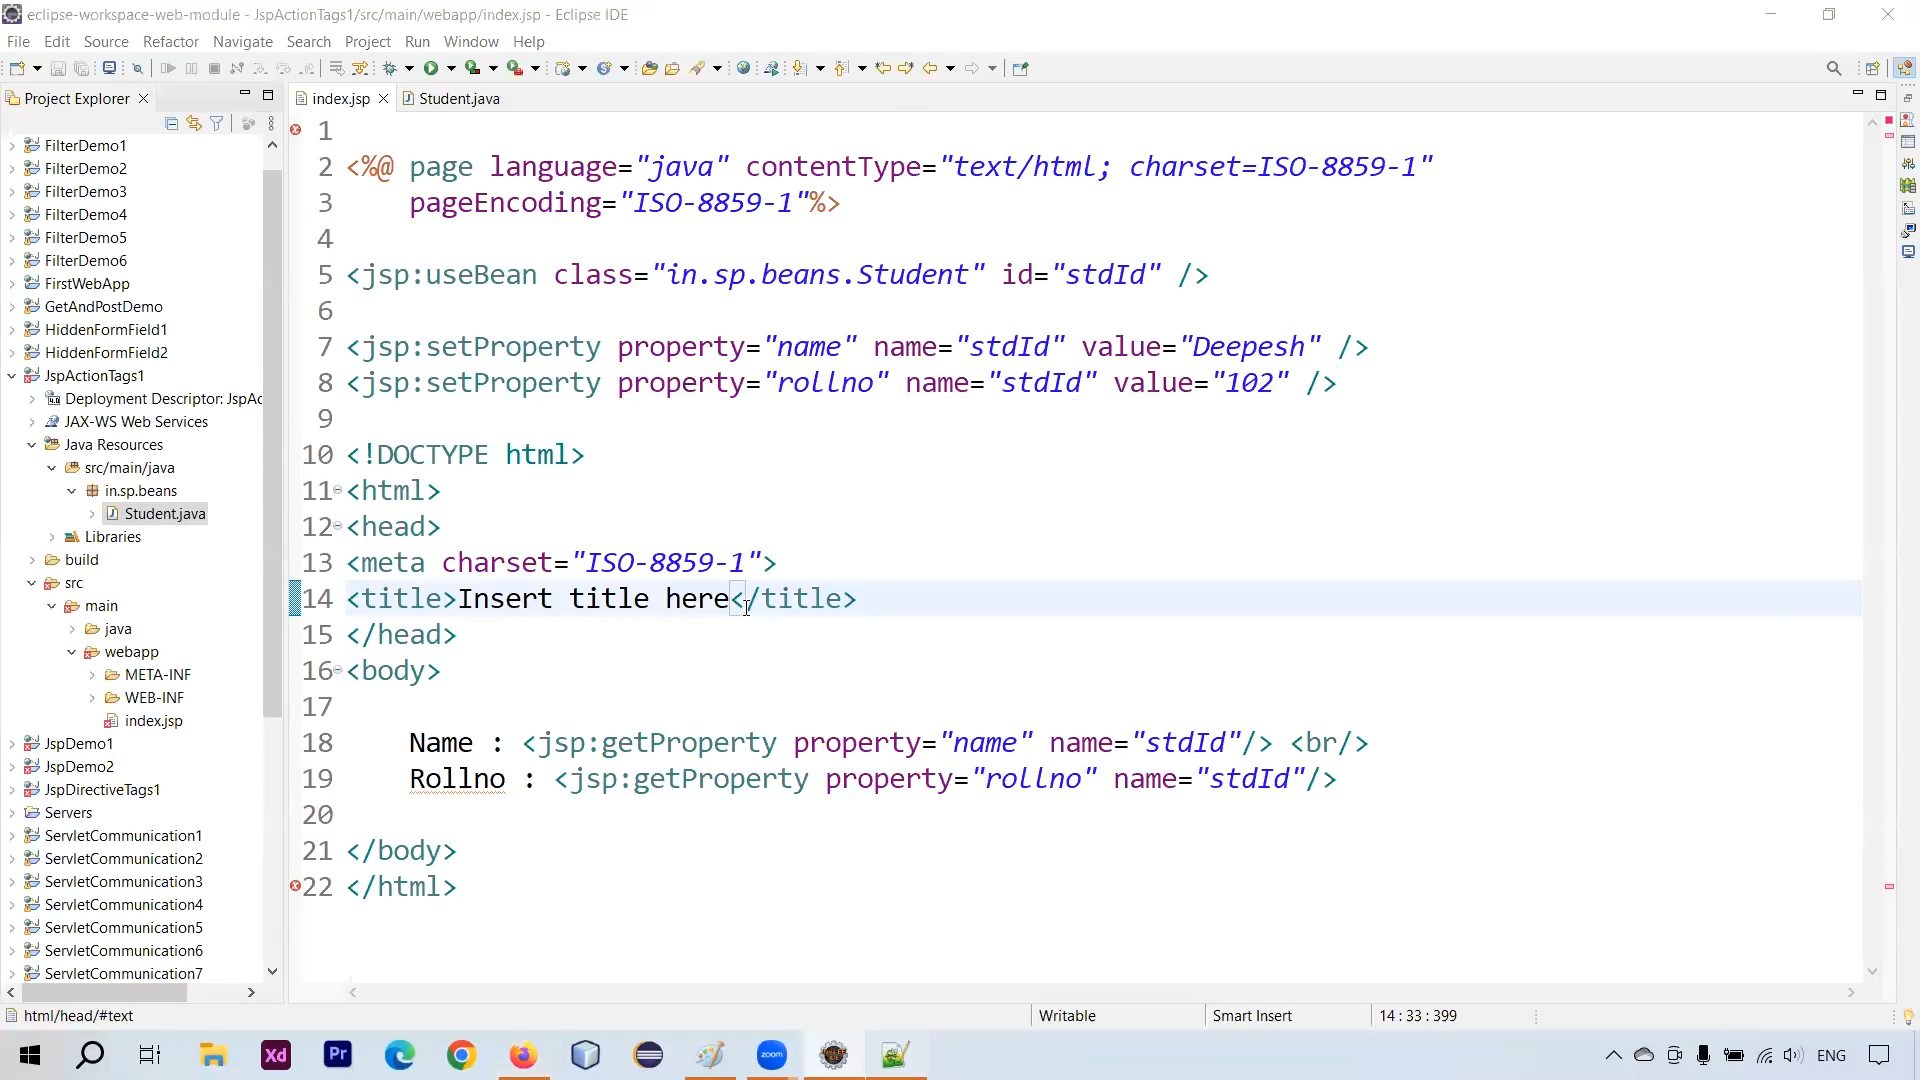 eclipse-workspace-web-module - JspActionTags1/src/main/webapp/index.jsp - Eclipse IDE
File Edit Source Refactor Navigate Search Project Run Window Help
Project Explorer
index.jsp
Student.java
FilterDemo1
FilterDemo2
FilterDemo3
FilterDemo4
FilterDemo5
FilterDemo6
FirstWebApp
GetAndPostDemo
HiddenFormField1
HiddenFormField2
JspActionTags1
Deployment Descriptor: JspAc
JAX-WS Web Services
Java Resources
src/main/java
in.sp.beans
Student.java
Libraries
build
src
main
java
webapp
META-INF
WEB-INF
index.jsp
JspDemo1
JspDemo2
JspDirectiveTags1
Servers
ServletCommunication1
ServletCommunication2
ServletCommunication3
ServletCommunication4
ServletCommunication5
ServletCommunication6
ServletCommunication7
1
2 <%@ page language="java" contentType="text/html; charset=ISO-8859-1"
3 pageEncoding="ISO-8859-1"%>
4
5 <jsp:useBean class="in.sp.beans.Student" id="stdId" />
6
7 <jsp:setProperty property="name" name="stdId" value="Deepesh" />
8 <jsp:setProperty property="rollno" name="stdId" value="102" />
9
10 <!DOCTYPE html>
11 <html>
12 <head>
13 <meta charset="ISO-8859-1">
14 <title>Insert title here</title>
15 </head>
16 <body>
17
18 Name : <jsp:getProperty property="name" name="stdId"/> <br/>
19 Rollno : <jsp:getProperty property="rollno" name="stdId"/>
20
21 </body>
22 </html>
html/head/#text
Writable
Smart Insert
14 : 33 : 399
Xd
Pr
zoom
ENG